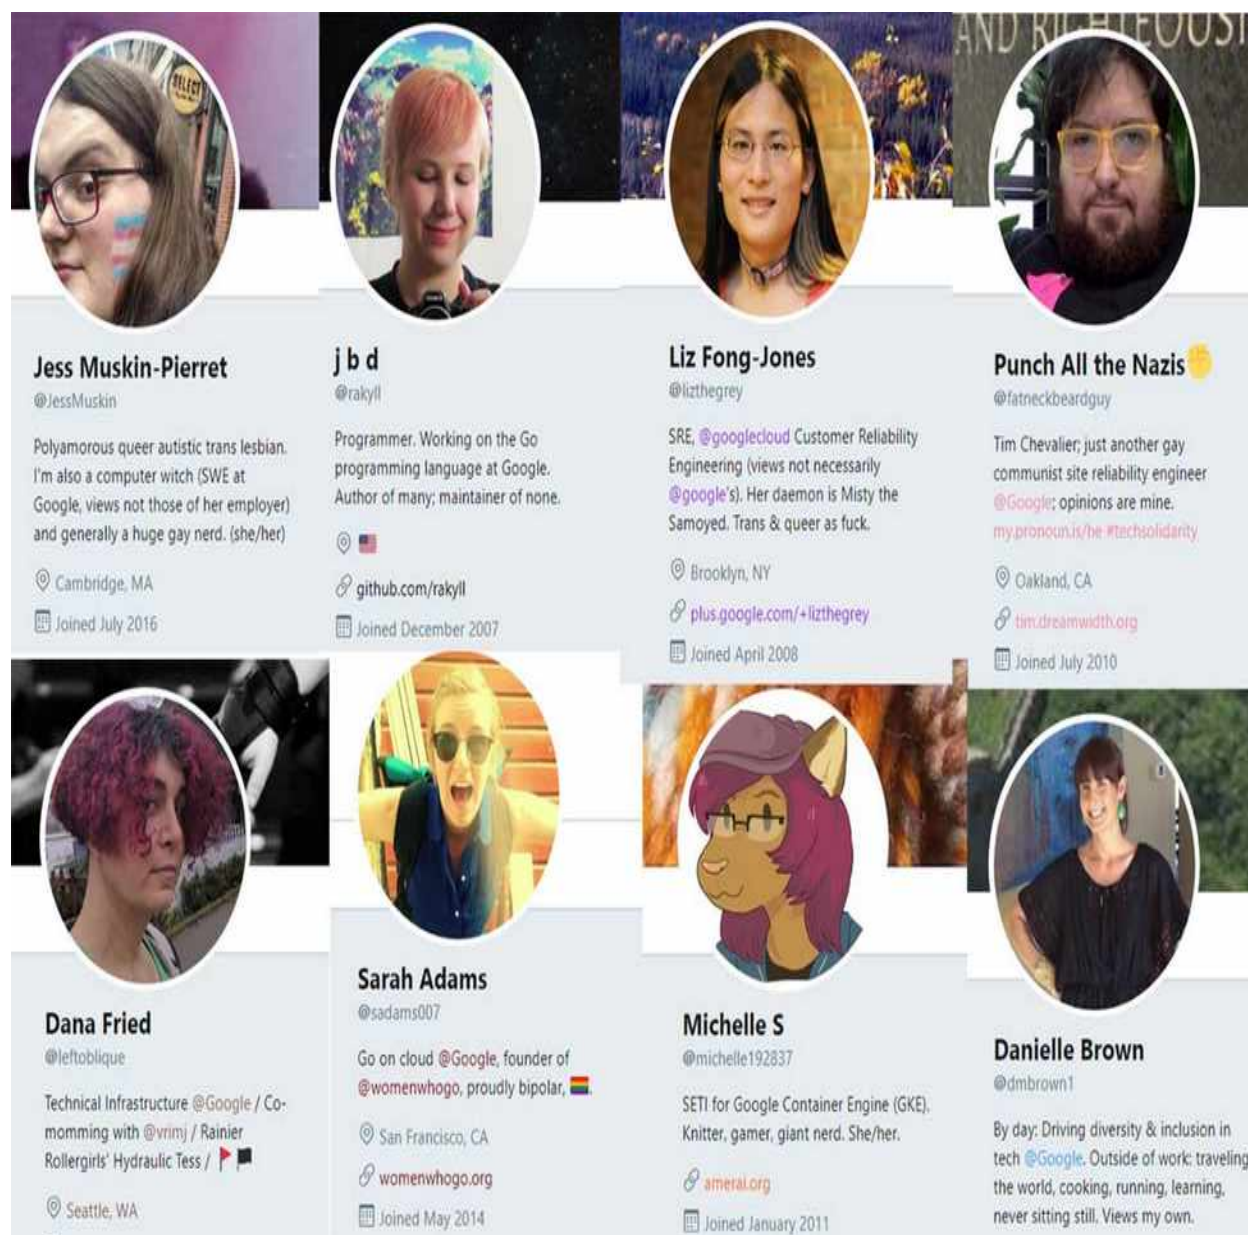 SELECT
AND RIGHTEOUS
Jess Muskin-Pierret
@JessMuskin
Polyamorous queer autistic trans lesbian.
I'm also a computer witch (SWE at
Google, views not those of her employer)
and generally a huge gay nerd. (she/her)
Cambridge, MA
Joined July 2016
j b d
@rakyll
Programmer. Working on the Go
programming language at Google.
Author of many; maintainer of none.
github.com/rakyll
Joined December 2007
Liz Fong-Jones
@lizthegrey
SRE, @googlecloud Customer Reliability
Engineering (views not necessarily
@google's). Her daemon is Misty the
Samoyed. Trans & queer as fuck.
Brooklyn, NY
plus.google.com/+lizthegrey
Joined April 2008
Punch All the Nazis✊
@fatneckbeardguy
Tim Chevalier; just another gay
communist site reliability engineer
@Google; opinions are mine.
my.pronoun.is/he #techsolidarity
Oakland, CA
tim.dreamwidth.org
Joined July 2010
Dana Fried
@leftoblique
Technical Infrastructure @Google / Co-
momming with @vrimj / Rainier
Rollergirls' Hydraulic Tess / 🚩🏴
Seattle, WA
Sarah Adams
@sadams007
Go on cloud @Google, founder of
@womenwhogo, proudly bipolar, 🏳️‍🌈.
San Francisco, CA
womenwhogo.org
Joined May 2014
Michelle S
@michelle192837
SETI for Google Container Engine (GKE).
Knitter, gamer, giant nerd. She/her.
amerai.org
Joined January 2011
Danielle Brown
@dmbrown1
By day: Driving diversity & inclusion in
tech @Google. Outside of work: traveling
the world, cooking, running, learning,
never sitting still. Views my own.